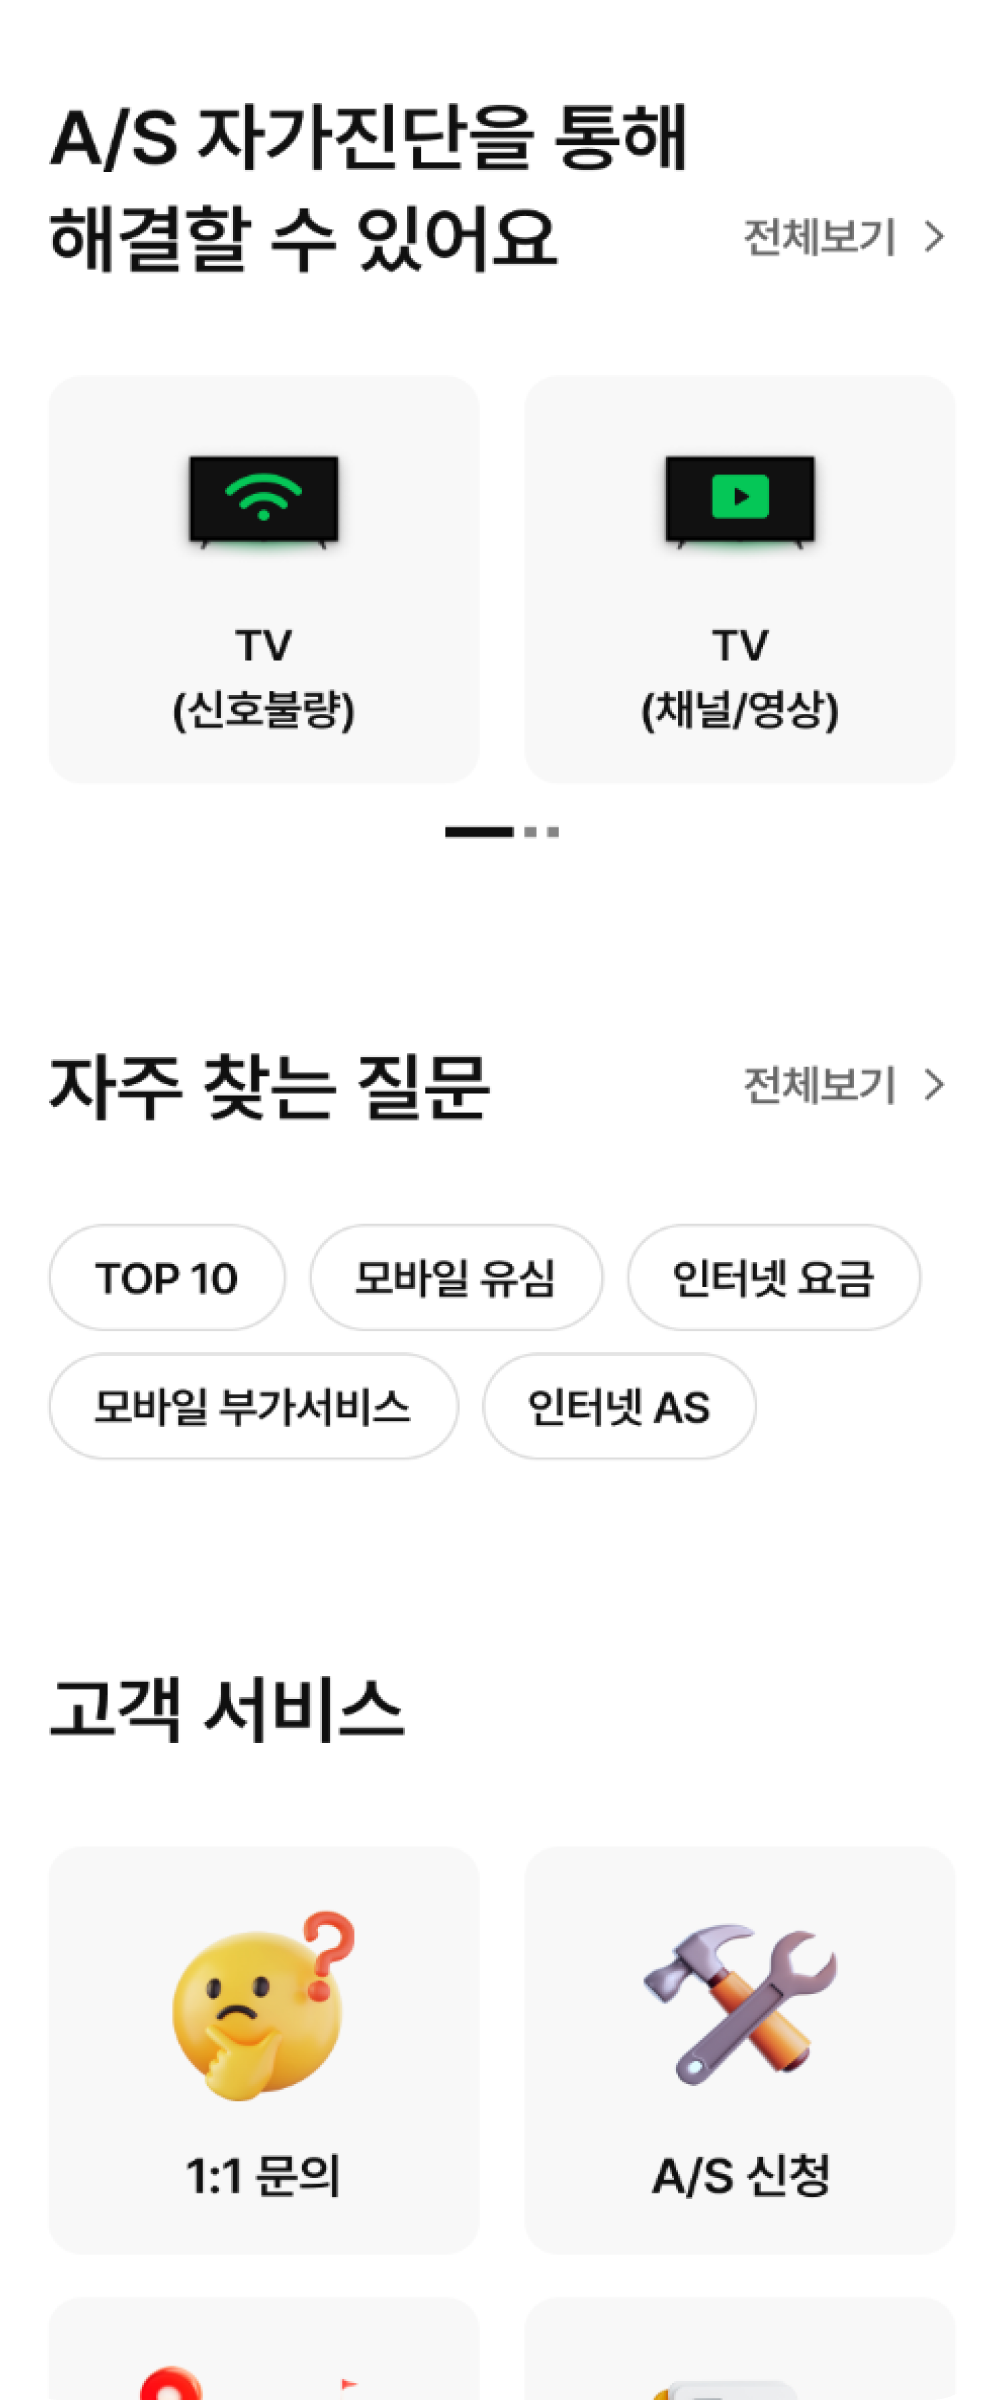 A/S 자가진단을 통해
해결할 수 있어요
전체보기
TV
(신호불량)
TV
(채널/영상)
자주 찾는 질문
전체보기
TOP 10
모바일 유심
인터넷 요금
모바일 부가서비스
인터넷 AS
고객 서비스
1:1 문의
A/S 신청